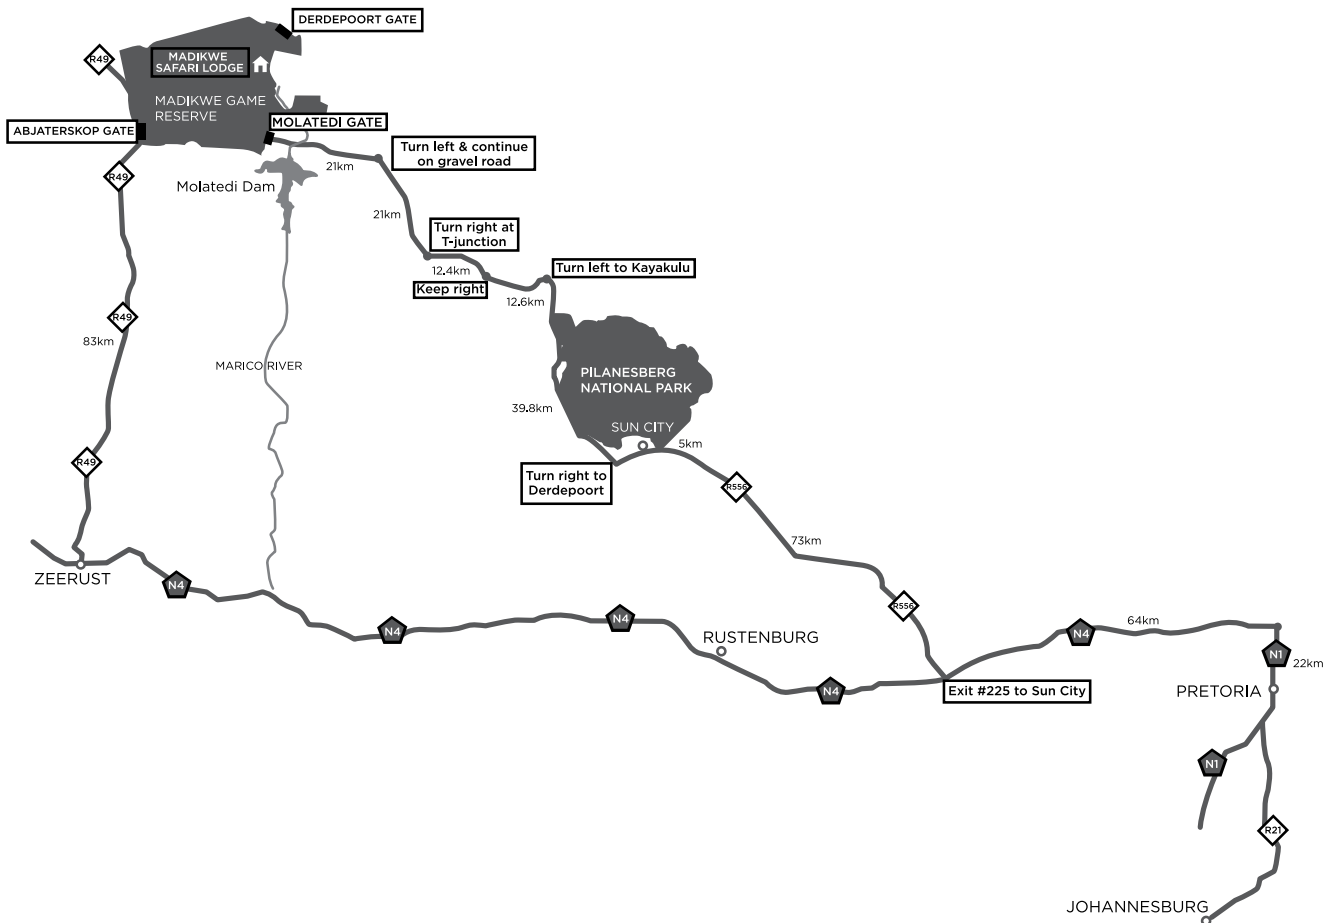 DERDEPOORT GATE
R49
MADIKWE
SAFARI LODGE
MADIKWE GAME
RESERVE
ABJATERSKOP GATE
MOLATEDI GATE
Turn left & continue
on gravel road
21km
R49
Molatedi Dam
21km
Turn right at
T-junction
12.4km
Turn left to Kayakulu
Keep right
12.6km
R49
83km
MARICO RIVER
PILANESBERG
NATIONAL PARK
39.8km
SUN CITY
5km
R49
Turn right to
Derdepoort
R556
73km
ZEERUST
N4
R556
N4
N4
RUSTENBURG
N4
64km
N1
22km
N4
Exit #225 to Sun City
PRETORIA
N1
R21
JOHANNESBURG